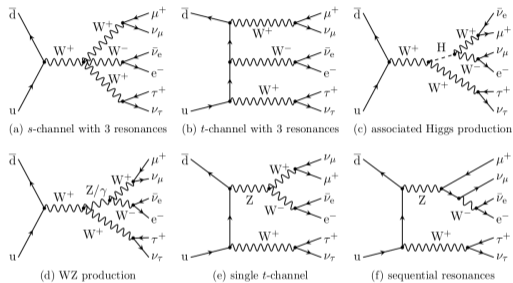 d̄ W⁺ W⁺ W⁻ W⁺ u μ⁺ ν_μ ν̄_e e⁻ τ⁺ ν_τ
(a) s-channel with 3 resonances
d̄ W⁺ W⁻ W⁺ u μ⁺ ν_μ ν̄_e e⁻ τ⁺ ν_τ
(b) t-channel with 3 resonances
d̄ W⁺ H W⁺ W⁻ W⁺ u ν̄_e μ⁺ ν_μ e⁻ τ⁺ ν_τ
(c) associated Higgs production
d̄ W⁺ Z/γ W⁺ W⁻ W⁺ u μ⁺ ν_μ ν̄_e e⁻ τ⁺ ν_τ
(d) WZ production
d̄ Z W⁺ W⁻ W⁺ u ν_μ μ⁺ ν̄_e e⁻ τ⁺ ν_τ
(e) single t-channel
d̄ Z W⁻ W⁺ u μ⁺ ν_μ ν̄_e e⁻ τ⁺ ν_τ
(f) sequential resonances